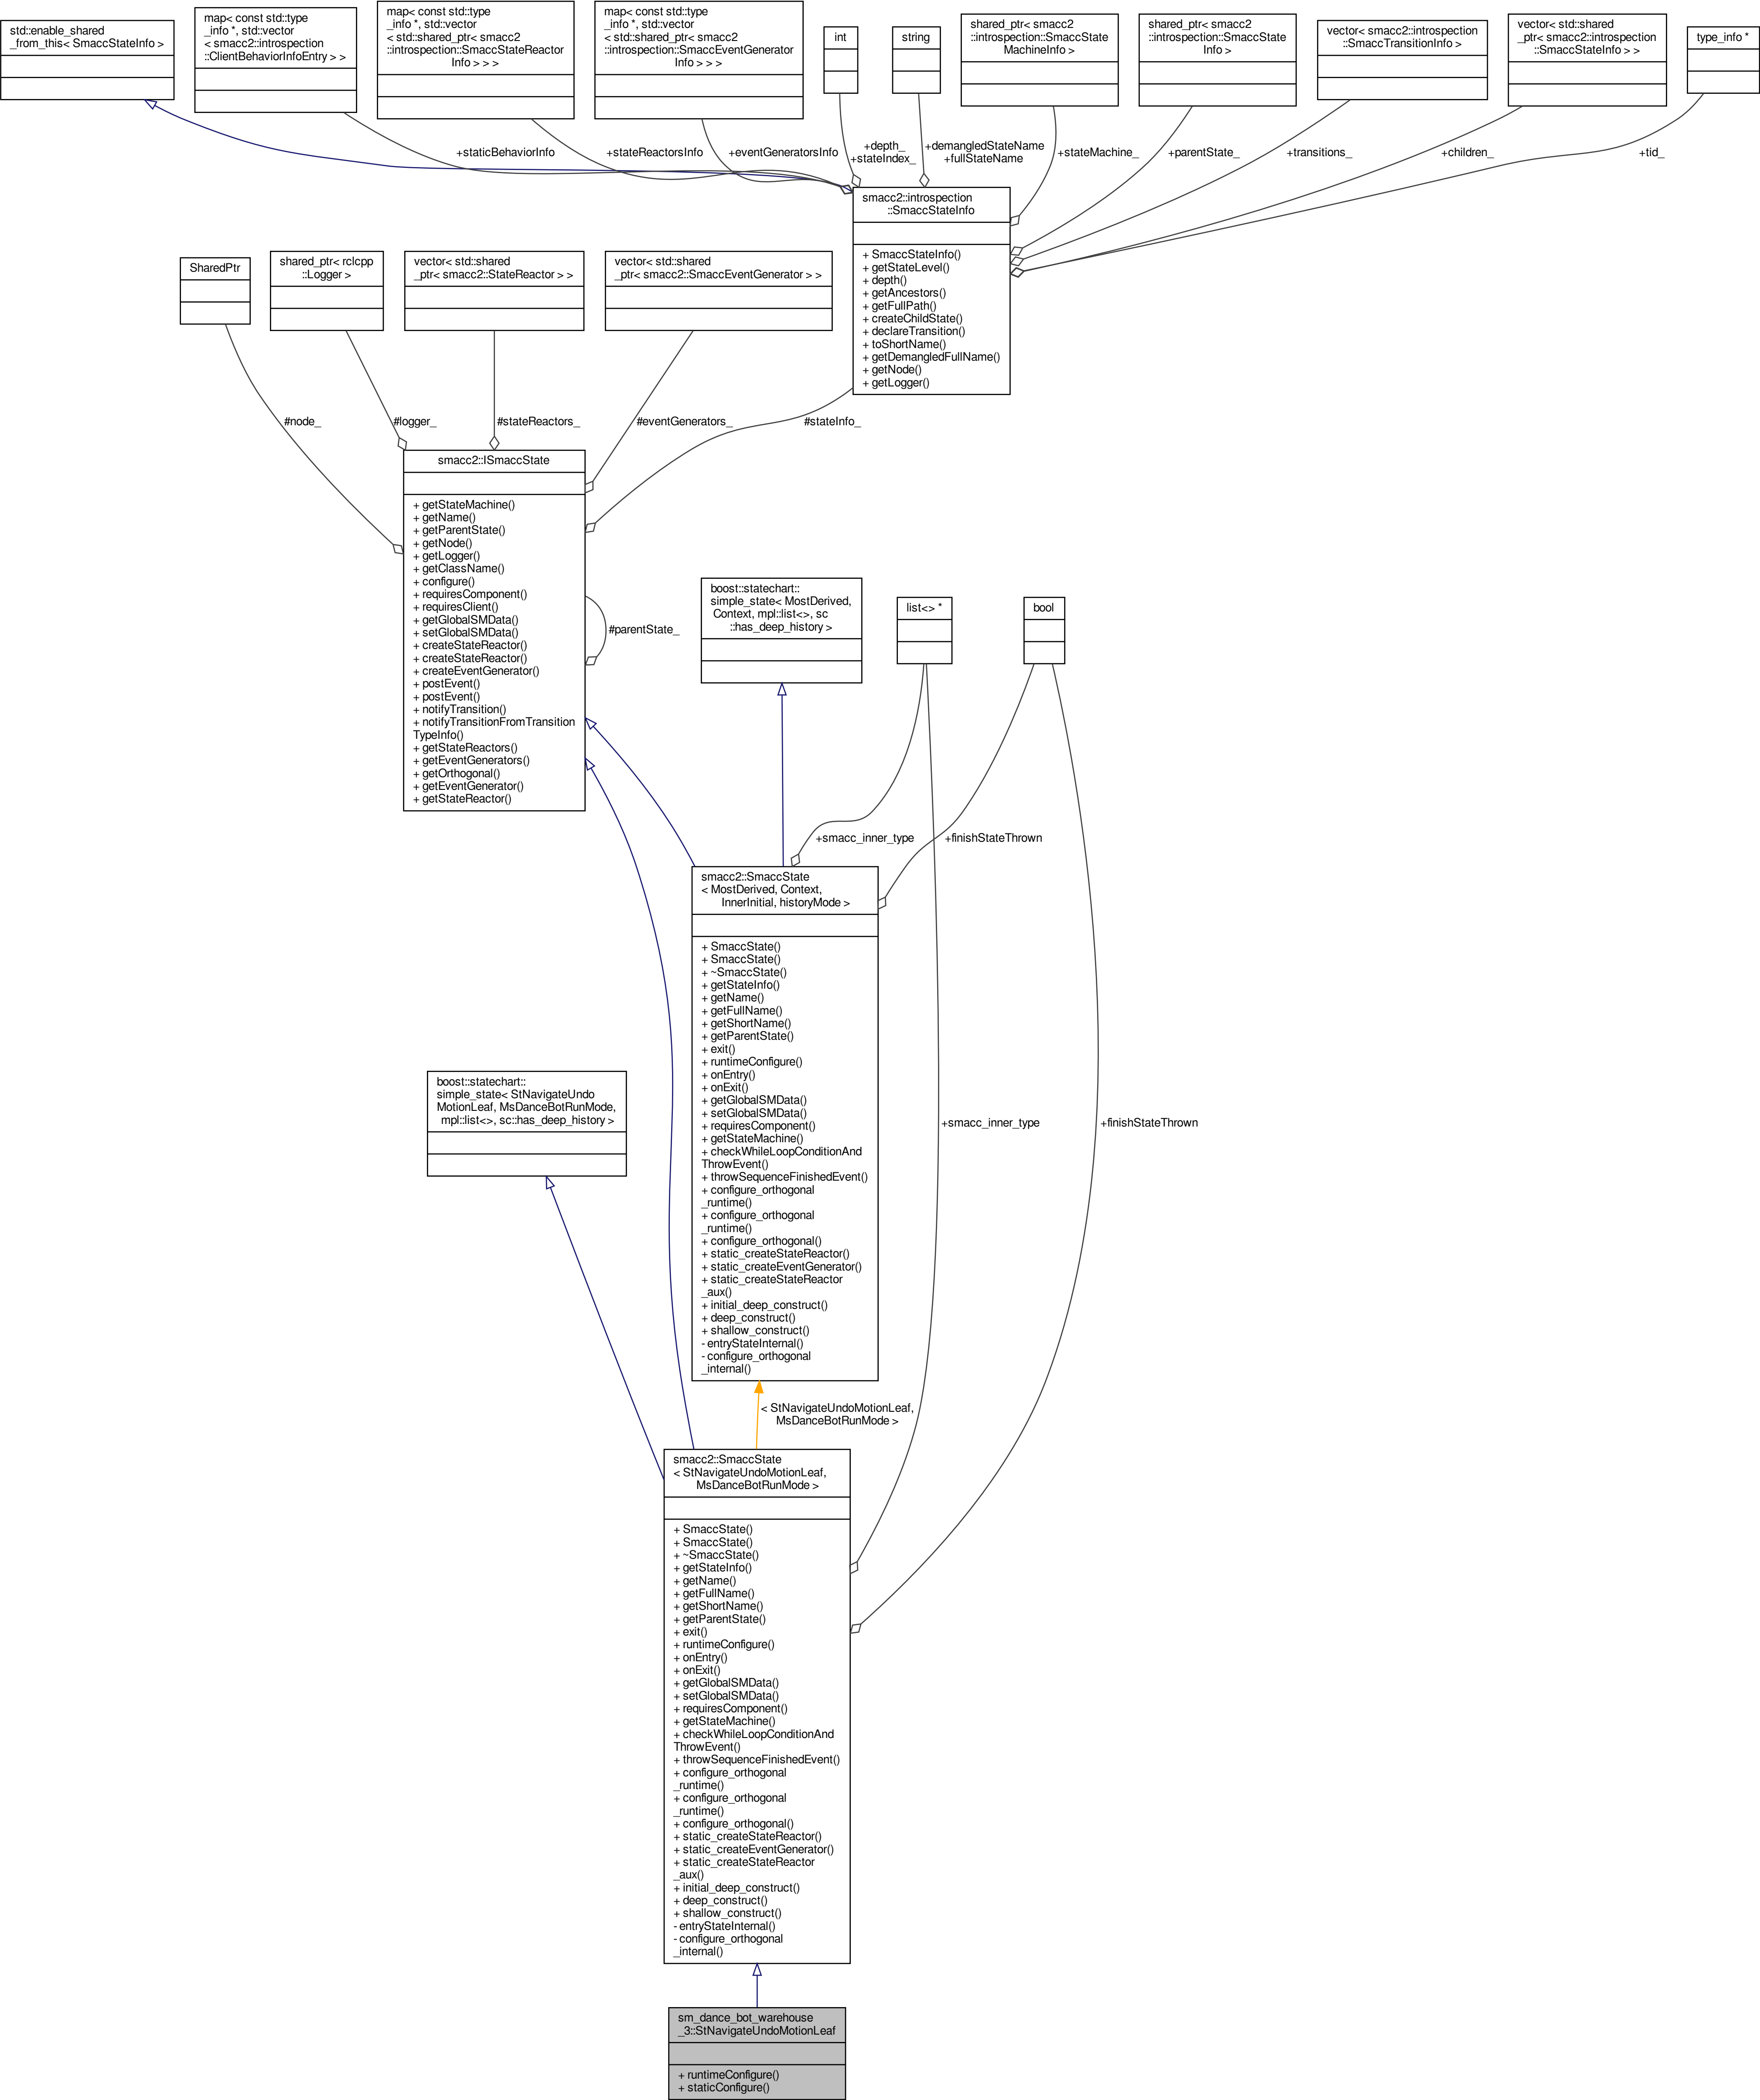 std::enable_shared
_from_this< SmaccStateInfo >
map< const std::type
_info *, std::vector
< smacc2::introspection
::ClientBehaviorInfoEntry > >
map< const std::type
_info *, std::vector
< std::shared_ptr< smacc2
::introspection::SmaccStateReactor
Info > > >
map< const std::type
_info *, std::vector
< std::shared_ptr< smacc2
::introspection::SmaccEventGenerator
Info > > >
int
string
shared_ptr< smacc2
::introspection::SmaccState
MachineInfo >
shared_ptr< smacc2
::introspection::SmaccState
Info >
vector< smacc2::introspection
::SmaccTransitionInfo >
vector< std::shared
_ptr< smacc2::introspection
::SmaccStateInfo > >
type_info *
+staticBehaviorInfo
+stateReactorsInfo
+eventGeneratorsInfo
+depth_
+stateIndex_
+demangledStateName
+fullStateName
+stateMachine_
+parentState_
+transitions_
+children_
+tid_
smacc2::introspection
::SmaccStateInfo
+ SmaccStateInfo()
+ getStateLevel()
+ depth()
+ getAncestors()
+ getFullPath()
+ createChildState()
+ declareTransition()
+ toShortName()
+ getDemangledFullName()
+ getNode()
+ getLogger()
SharedPtr
shared_ptr< rclcpp
::Logger >
vector< std::shared
_ptr< smacc2::StateReactor > >
vector< std::shared
_ptr< smacc2::SmaccEventGenerator > >
#node_
#logger_
#stateReactors_
#eventGenerators_
#stateInfo_
smacc2::ISmaccState
+ getStateMachine()
+ getName()
+ getParentState()
+ getNode()
+ getLogger()
+ getClassName()
+ configure()
+ requiresComponent()
+ requiresClient()
+ getGlobalSMData()
+ setGlobalSMData()
+ createStateReactor()
+ createStateReactor()
+ createEventGenerator()
+ postEvent()
+ postEvent()
+ notifyTransition()
+ notifyTransitionFromTransition
TypeInfo()
+ getStateReactors()
+ getEventGenerators()
+ getOrthogonal()
+ getEventGenerator()
+ getStateReactor()
#parentState_
boost::statechart::
simple_state< MostDerived,
Context, mpl::list<>, sc
::has_deep_history >
list<> *
bool
+smacc_inner_type
+finishStateThrown
smacc2::SmaccState
< MostDerived, Context,
InnerInitial, historyMode >
+ SmaccState()
+ SmaccState()
+ ~SmaccState()
+ getStateInfo()
+ getName()
+ getFullName()
+ getShortName()
+ getParentState()
+ exit()
+ runtimeConfigure()
+ onEntry()
+ onExit()
+ getGlobalSMData()
+ setGlobalSMData()
+ requiresComponent()
+ getStateMachine()
+ checkWhileLoopConditionAnd
ThrowEvent()
+ throwSequenceFinishedEvent()
+ configure_orthogonal
_runtime()
+ configure_orthogonal
_runtime()
+ configure_orthogonal()
+ static_createStateReactor()
+ static_createEventGenerator()
+ static_createStateReactor
_aux()
+ initial_deep_construct()
+ deep_construct()
+ shallow_construct()
- entryStateInternal()
- configure_orthogonal
_internal()
boost::statechart::
simple_state< StNavigateUndo
MotionLeaf, MsDanceBotRunMode,
mpl::list<>, sc::has_deep_history >
+smacc_inner_type
+finishStateThrown
< StNavigateUndoMotionLeaf,
MsDanceBotRunMode >
smacc2::SmaccState
< StNavigateUndoMotionLeaf,
MsDanceBotRunMode >
+ SmaccState()
+ SmaccState()
+ ~SmaccState()
+ getStateInfo()
+ getName()
+ getFullName()
+ getShortName()
+ getParentState()
+ exit()
+ runtimeConfigure()
+ onEntry()
+ onExit()
+ getGlobalSMData()
+ setGlobalSMData()
+ requiresComponent()
+ getStateMachine()
+ checkWhileLoopConditionAnd
ThrowEvent()
+ throwSequenceFinishedEvent()
+ configure_orthogonal
_runtime()
+ configure_orthogonal
_runtime()
+ configure_orthogonal()
+ static_createStateReactor()
+ static_createEventGenerator()
+ static_createStateReactor
_aux()
+ initial_deep_construct()
+ deep_construct()
+ shallow_construct()
- entryStateInternal()
- configure_orthogonal
_internal()
sm_dance_bot_warehouse
_3::StNavigateUndoMotionLeaf
+ runtimeConfigure()
+ staticConfigure()